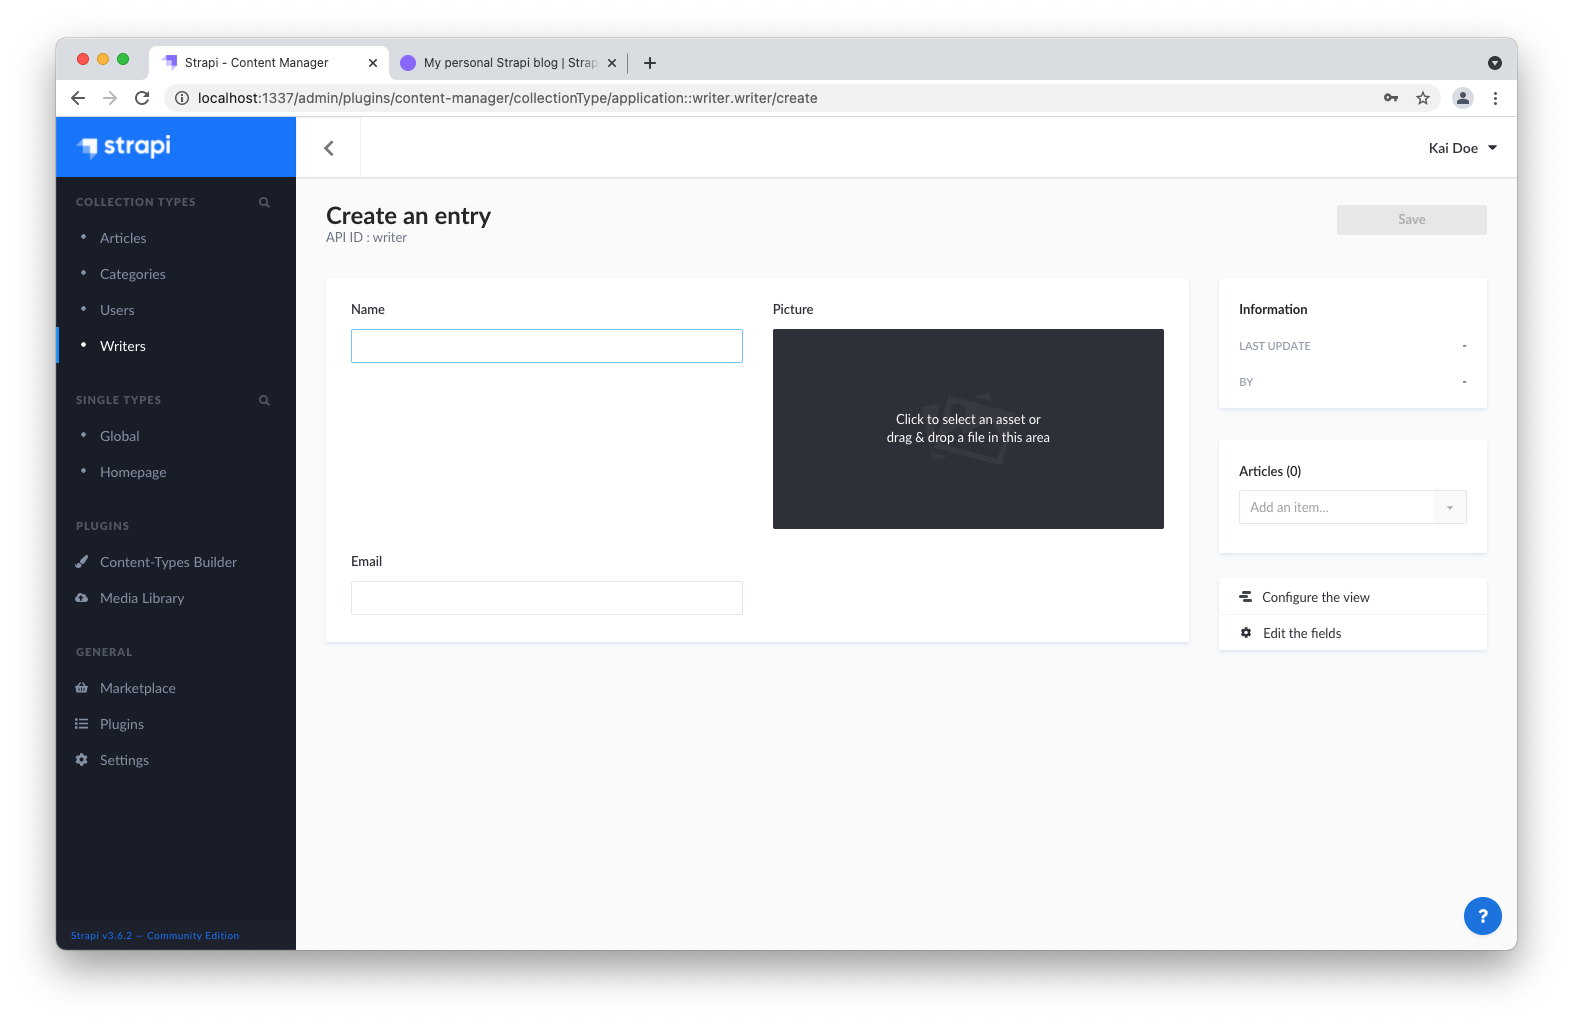 Strapi - Content Manager
My personal Strapi blog | Strap
localhost:1337/admin/plugins/content-manager/collectionType/application::writer.writer/create
strapi
Kai Doe
COLLECTION TYPES
Articles
Categories
Users
Writers
SINGLE TYPES
Global
Homepage
PLUGINS
Content-Types Builder
Media Library
GENERAL
Marketplace
Plugins
Settings
Strapi v3.6.2 — Community Edition
Create an entry
API ID : writer
Save
Name
Picture
Click to select an asset or
drag & drop a file in this area
Email
Information
LAST UPDATE -
BY -
Articles (0)
Add an item...
Configure the view
Edit the fields
?